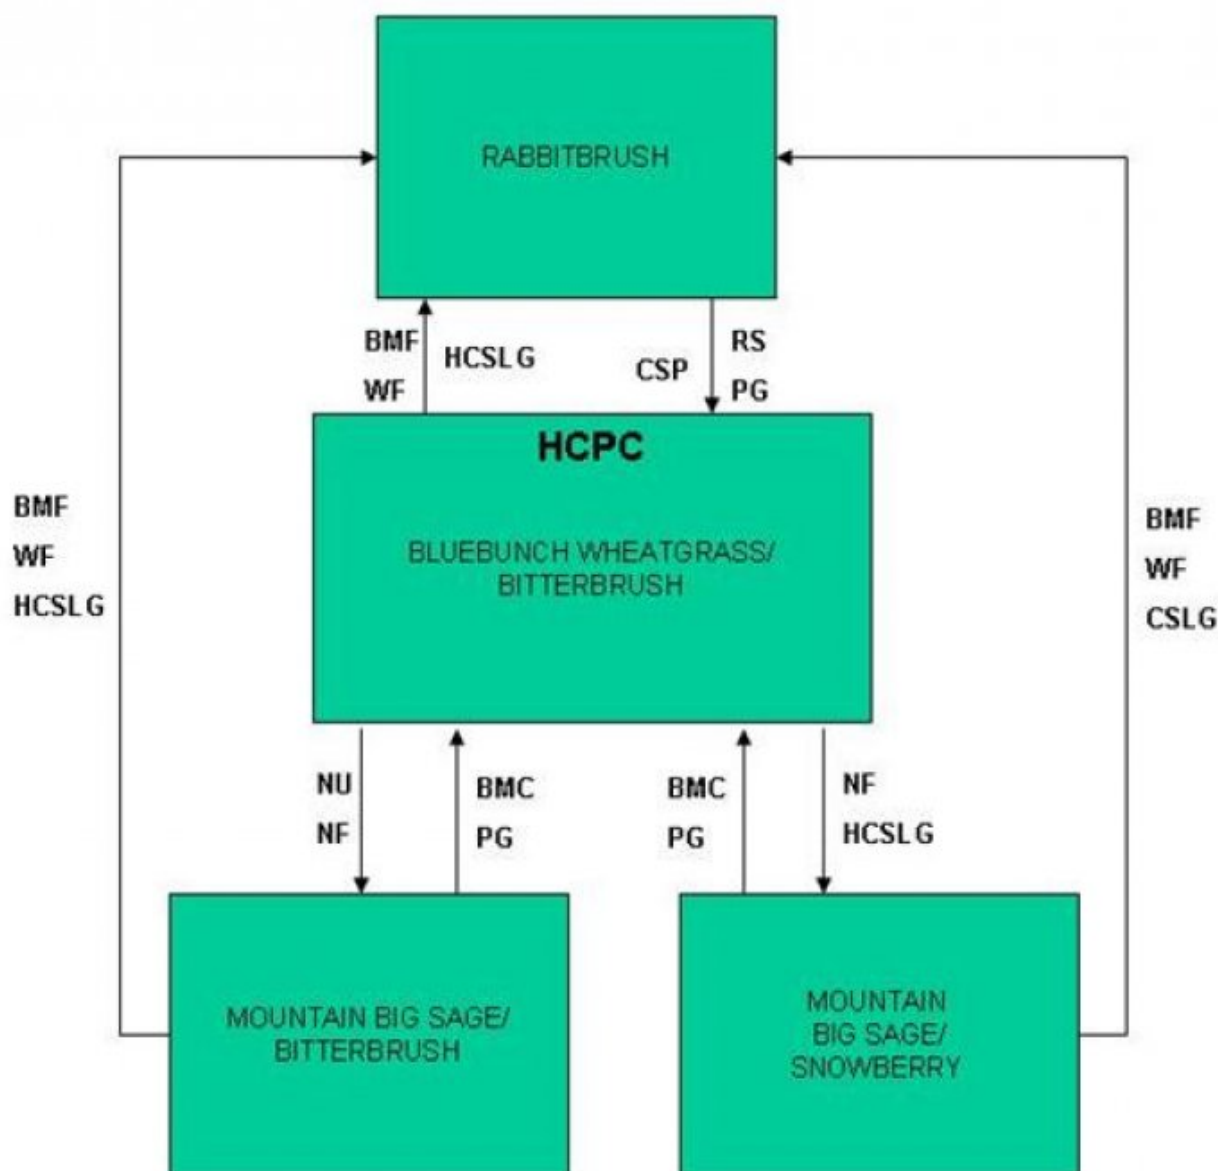 RABBITBRUSH
BMF
WF
HCSLG
CSP
RS
PG
HCPC
BLUEBUNCH WHEATGRASS/
BITTERBRUSH
BMF
WF
HCSLG
BMF
WF
CSLG
NU
NF
BMC
PG
BMC
PG
NF
HCSLG
MOUNTAIN BIG SAGE/
BITTERBRUSH
MOUNTAIN
BIG SAGE/
SNOWBERRY